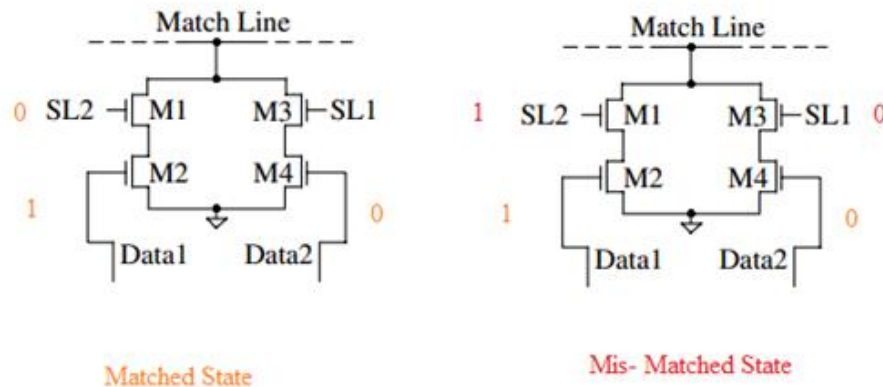 Match Line
0 SL2 M1 M3 SL1
M2 M4
1 0
Data1 Data2
Matched State
Match Line
1 SL2 M1 M3 SL1 0
M2 M4
1 0
Data1 Data2
Mis- Matched State